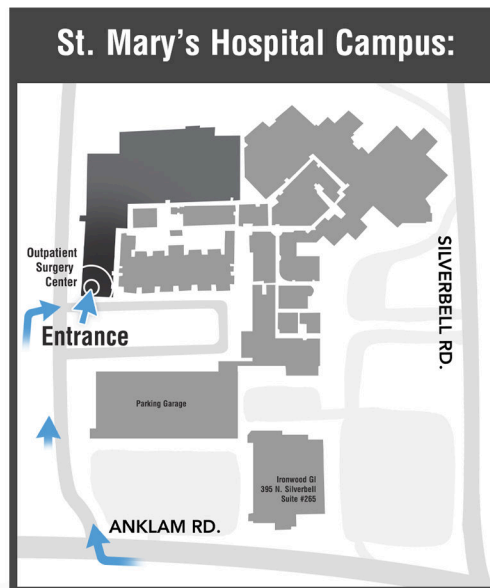 St. Mary's Hospital Campus:
Outpatient
Surgery
Center
Entrance
SILVERBELL RD.
Parking Garage
Ironwood GI
395 N. Silverbell
Suite #265
ANKLAM RD.